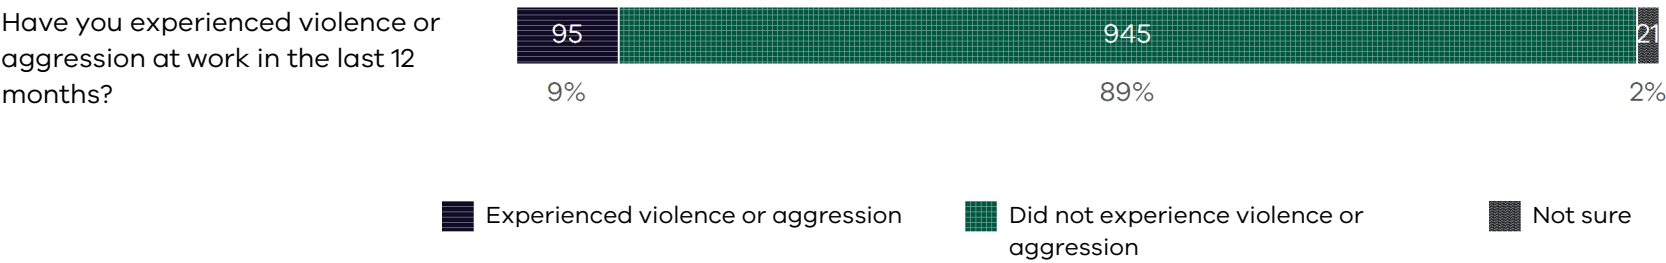 Have you experienced violence or
aggression at work in the last 12
months?
95 945 21
9% 89% 2%
Experienced violence or aggression
Did not experience violence or
aggression
Not sure